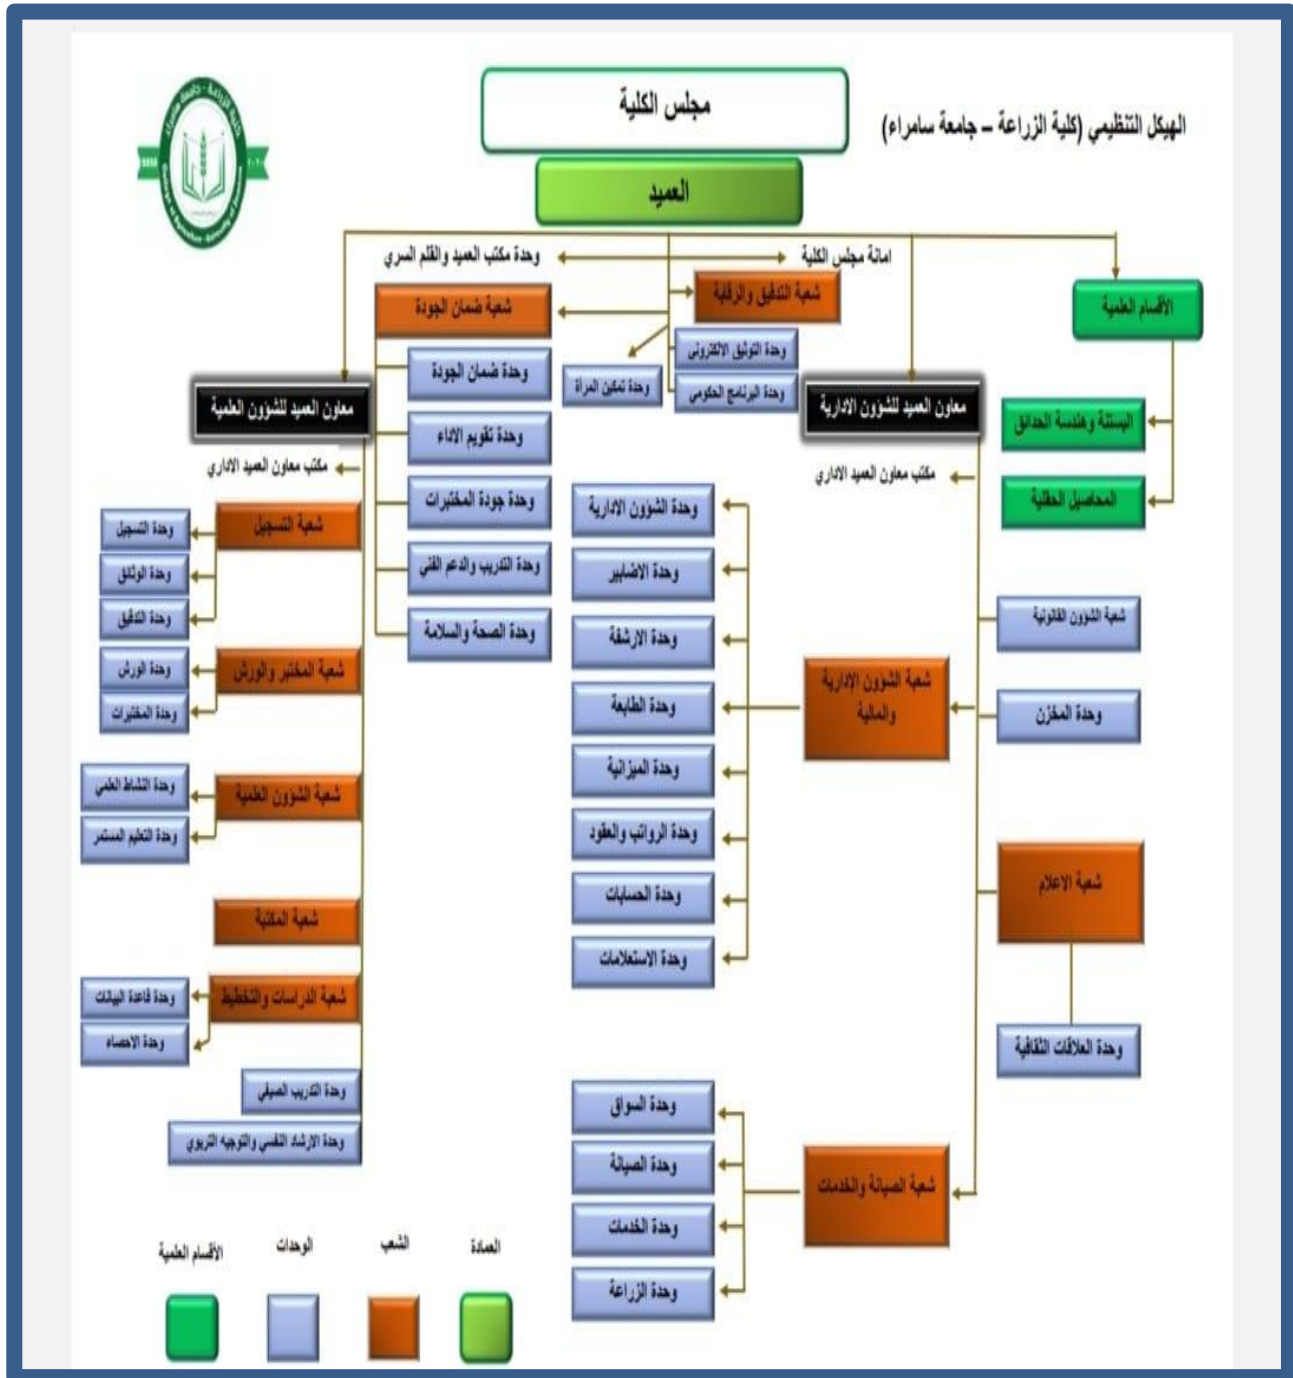 الهيكل التنظيمي (كلية الزراعة – جامعة سامراء)
مجلس الكلية
العميد
امانة مجلس الكلية
وحدة مكتب العميد والقلم السري
الأقسام العلمية
البستنة وهندسة الحدائق
المحاصيل الحقلية
شعبة التدقيق والرقابة
وحدة التوثيق الالكتروني
وحدة البرنامج الحكومي
وحدة تمكين المرأة
شعبة ضمان الجودة
وحدة ضمان الجودة
وحدة تقويم الاداء
وحدة جودة المختبرات
وحدة التدريب والدعم الفني
وحدة الصحة والسلامة
معاون العميد للشؤون الادارية
مكتب معاون العميد الاداري
شعبة الشؤون القانونية
وحدة المخزن
شعبة الشؤون الإدارية
والمالية
وحدة الشؤون الادارية
وحدة الاضابير
وحدة الارشفة
وحدة الطابعة
وحدة الميزانية
وحدة الرواتب والعقود
وحدة الحسابات
وحدة الاستعلامات
شعبة الاعلام
وحدة العلاقات الثقافية
شعبة الصيانة والخدمات
وحدة السواق
وحدة الصيانة
وحدة الخدمات
وحدة الزراعة
معاون العميد للشؤون العلمية
مكتب معاون العميد الاداري
شعبة التسجيل
وحدة التسجيل
وحدة الوثائق
وحدة التدقيق
شعبة المختبر والورش
وحدة الورش
وحدة المختبرات
شعبة الشؤون العلمية
وحدة النشاط العلمي
وحدة التعليم المستمر
شعبة المكتبة
شعبة الدراسات والتخطيط
وحدة قاعدة البيانات
وحدة الاحصاء
وحدة التدريب الصيفي
وحدة الارشاد النفسي والتوجيه التربوي
العمادة
الشعب
الوحدات
الأقسام العلمية